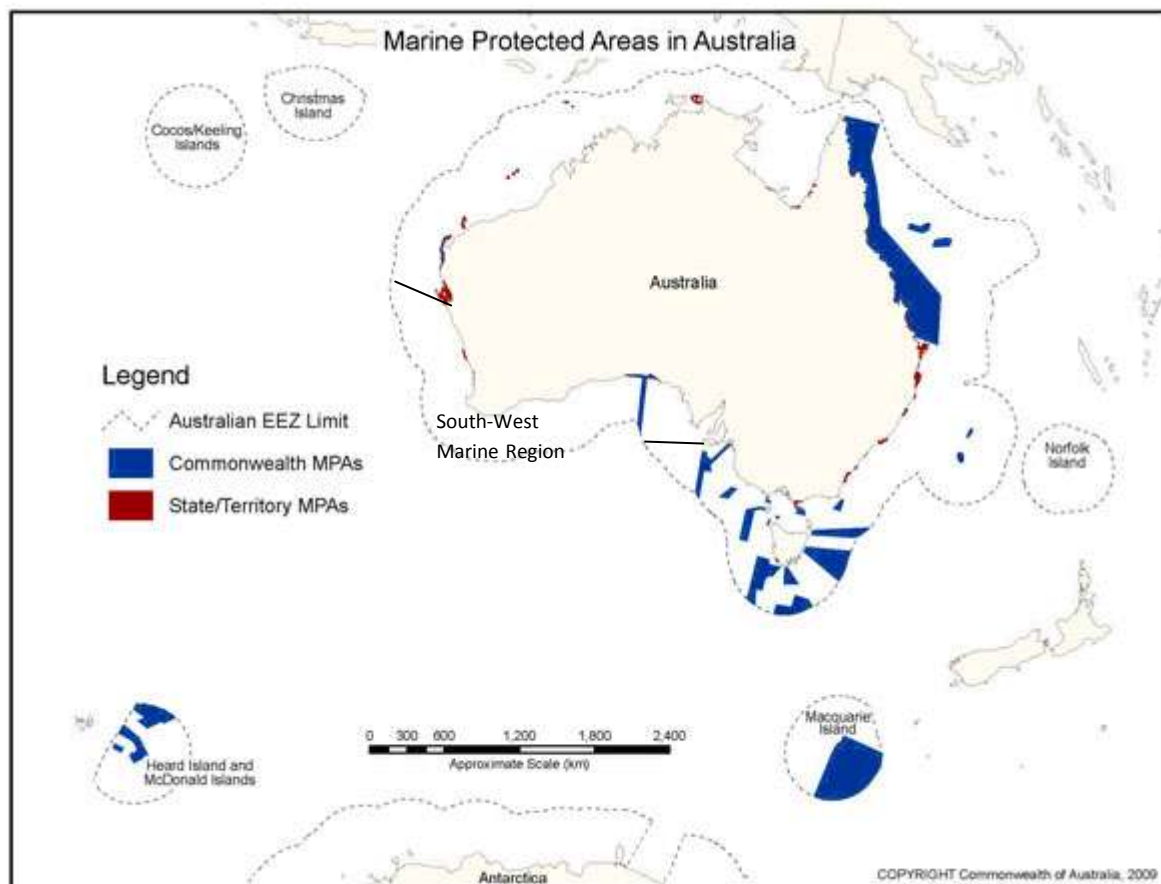 Marine Protected Areas in Australia
Christmas
Island
Cocos/Keeling
Islands
Australia
Legend
Australian EEZ Limit
Commonwealth MPAs
State/Territory MPAs
South-West
Marine Region
Norfolk
Island
Macquarie
Island
Heard Island and
McDonald Islands
0 300 600 1,200 1,800 2,400
Approximate Scale (km)
Antarctica
COPYRIGHT Commonwealth of Australia, 2009